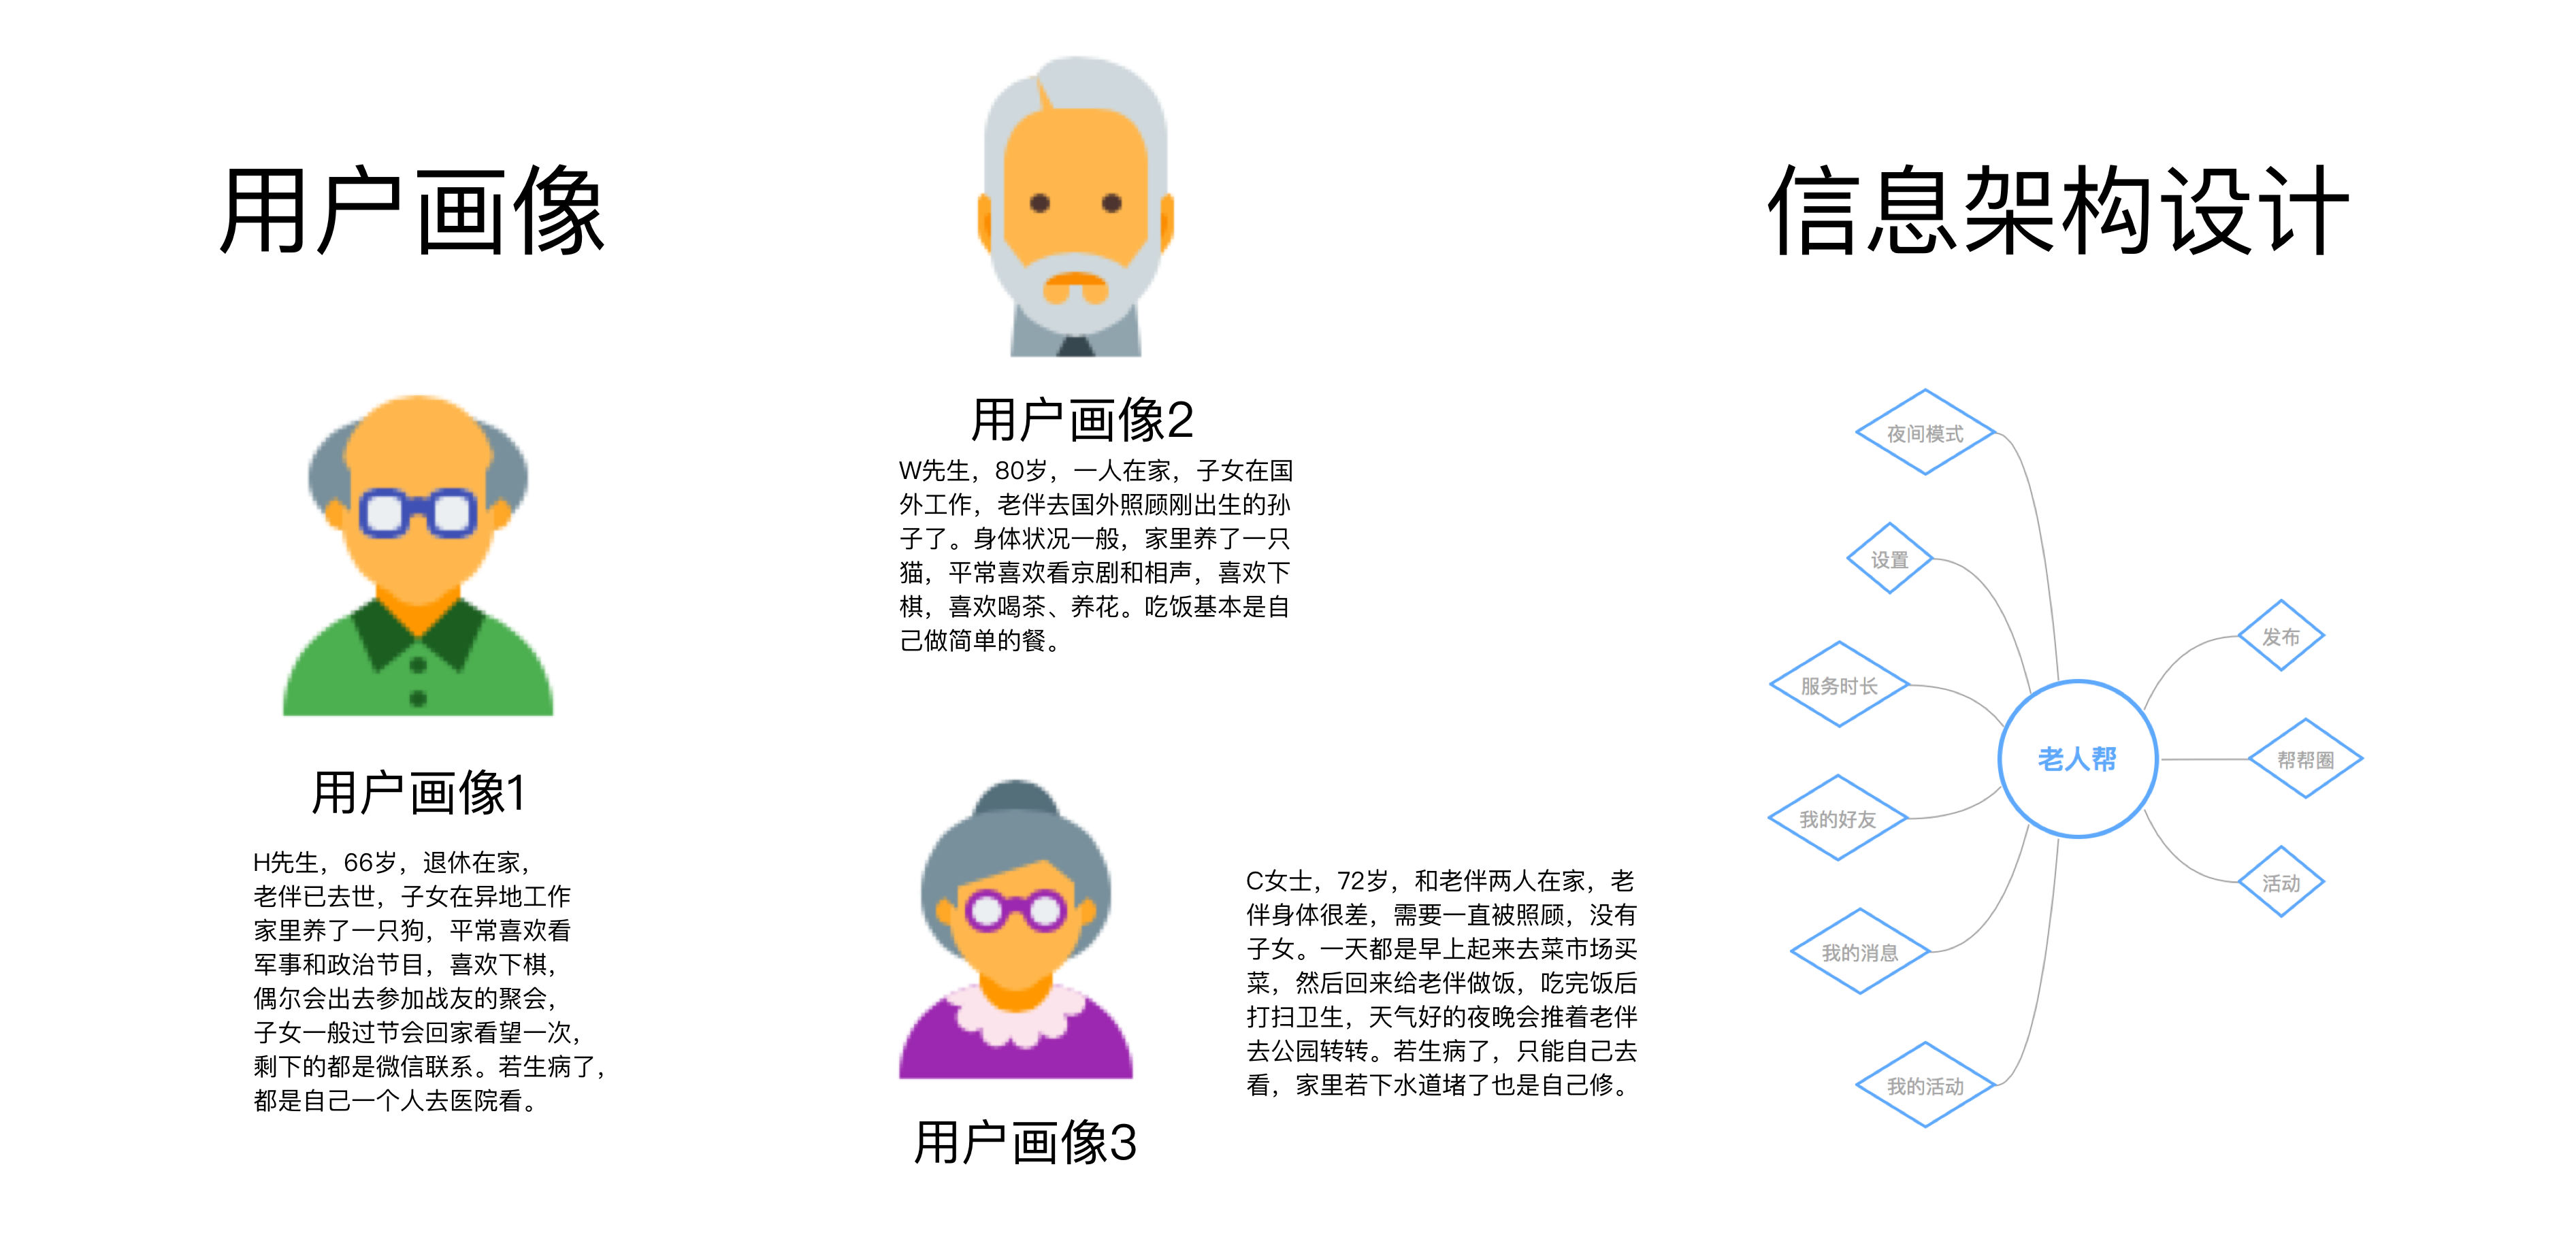 用户画像
用户画像1
H先生，66岁，退休在家，
老伴已去世，子女在异地工作
家里养了一只狗，平常喜欢看
军事和政治节目，喜欢下棋，
偶尔会出去参加战友的聚会，
子女一般过节会回家看望一次，
剩下的都是微信联系。若生病了，
都是自己一个人去医院看。
用户画像2
W先生，80岁，一人在家，子女在国
外工作，老伴去国外照顾刚出生的孙
子了。身体状况一般，家里养了一只
猫，平常喜欢看京剧和相声，喜欢下
棋，喜欢喝茶、养花。吃饭基本是自
己做简单的餐。
用户画像3
C女士，72岁，和老伴两人在家，老
伴身体很差，需要一直被照顾，没有
子女。一天都是早上起来去菜市场买
菜，然后回来给老伴做饭，吃完饭后
打扫卫生，天气好的夜晚会推着老伴
去公园转转。若生病了，只能自己去
看，家里若下水道堵了也是自己修。
信息架构设计
夜间模式
设置
服务时长
我的好友
我的消息
我的活动
老人帮
发布
帮帮圈
活动